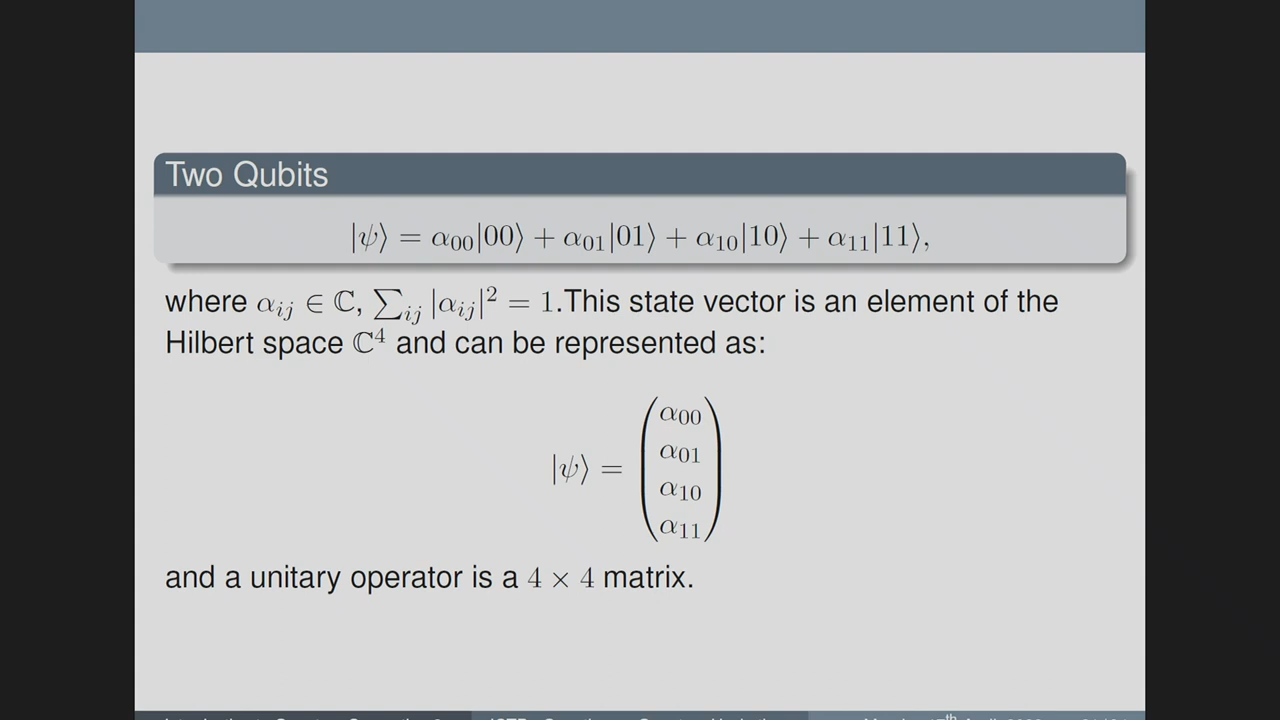 Two Qubits
|ψ⟩ = α₀₀|00⟩ + α₀₁|01⟩ + α₁₀|10⟩ + α₁₁|11⟩,
where αᵢⱼ ∈ ℂ, ∑ᵢⱼ |αᵢⱼ|² = 1.This state vector is an element of the
Hilbert space ℂ⁴ and can be represented as:
α₀₀
α₀₁
|ψ⟩ =
α₁₀
α₁₁
and a unitary operator is a 4 × 4 matrix.